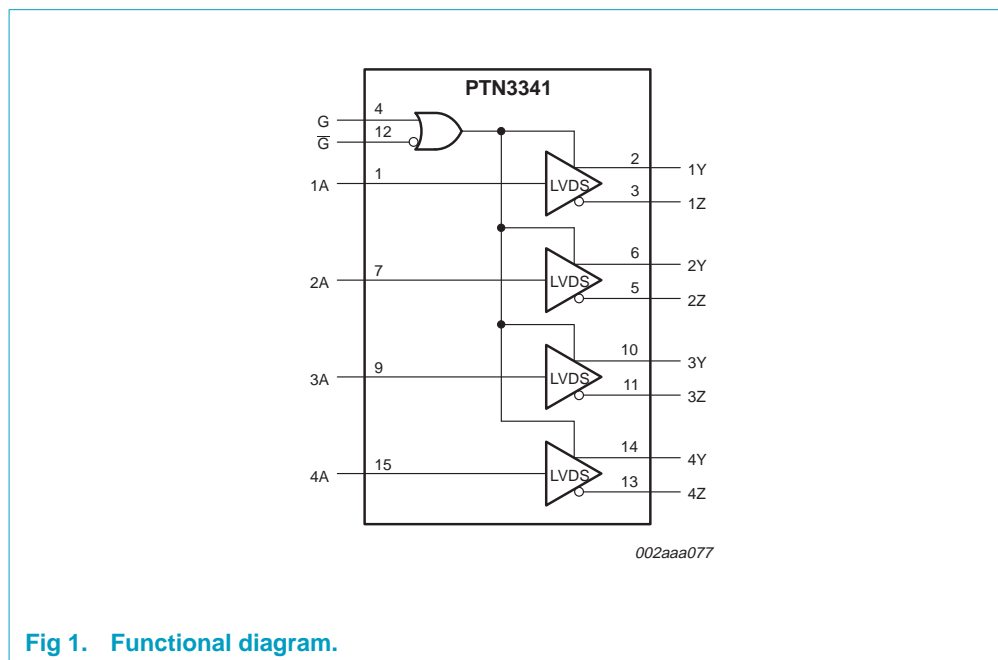 PTN3341
G 4
G̅ 12
1A 1 LVDS 2 1Y
3 1Z
2A 7 LVDS 6 2Y
5 2Z
3A 9 LVDS 10 3Y
11 3Z
4A 15 LVDS 14 4Y
13 4Z
002aaa077
Fig 1. Functional diagram.